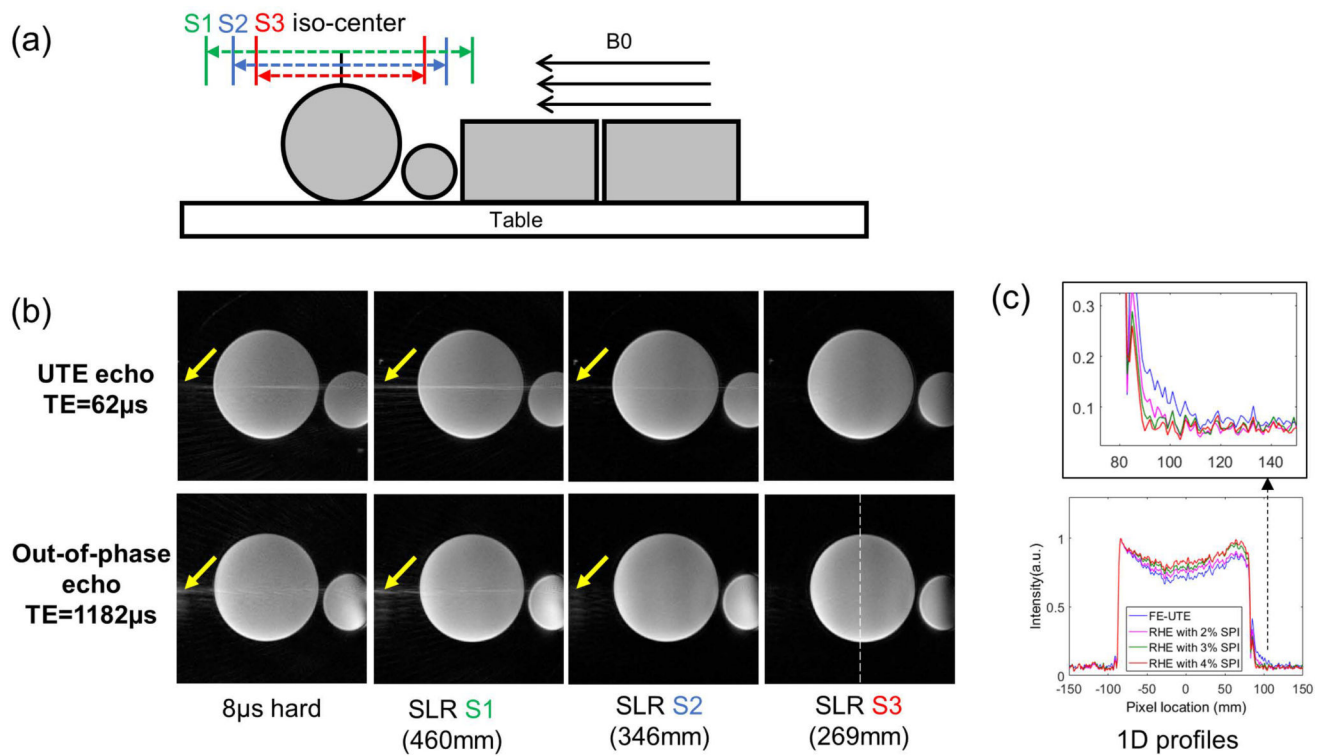 (a)
S1 S2 S3 iso-center
B0
Table
(b)
UTE echo
TE=62µs
Out-of-phase
echo
TE=1182µs
8µs hard
SLR S1
(460mm)
SLR S2
(346mm)
SLR S3
(269mm)
(c)
0.3
0.2
0.1
80 100 120 140
1
0.5
0
Intensity(a.u.)
FE-UTE
RHE with 2% SPI
RHE with 3% SPI
RHE with 4% SPI
-150 -100 -50 0 50 100 150
Pixel location (mm)
1D profiles